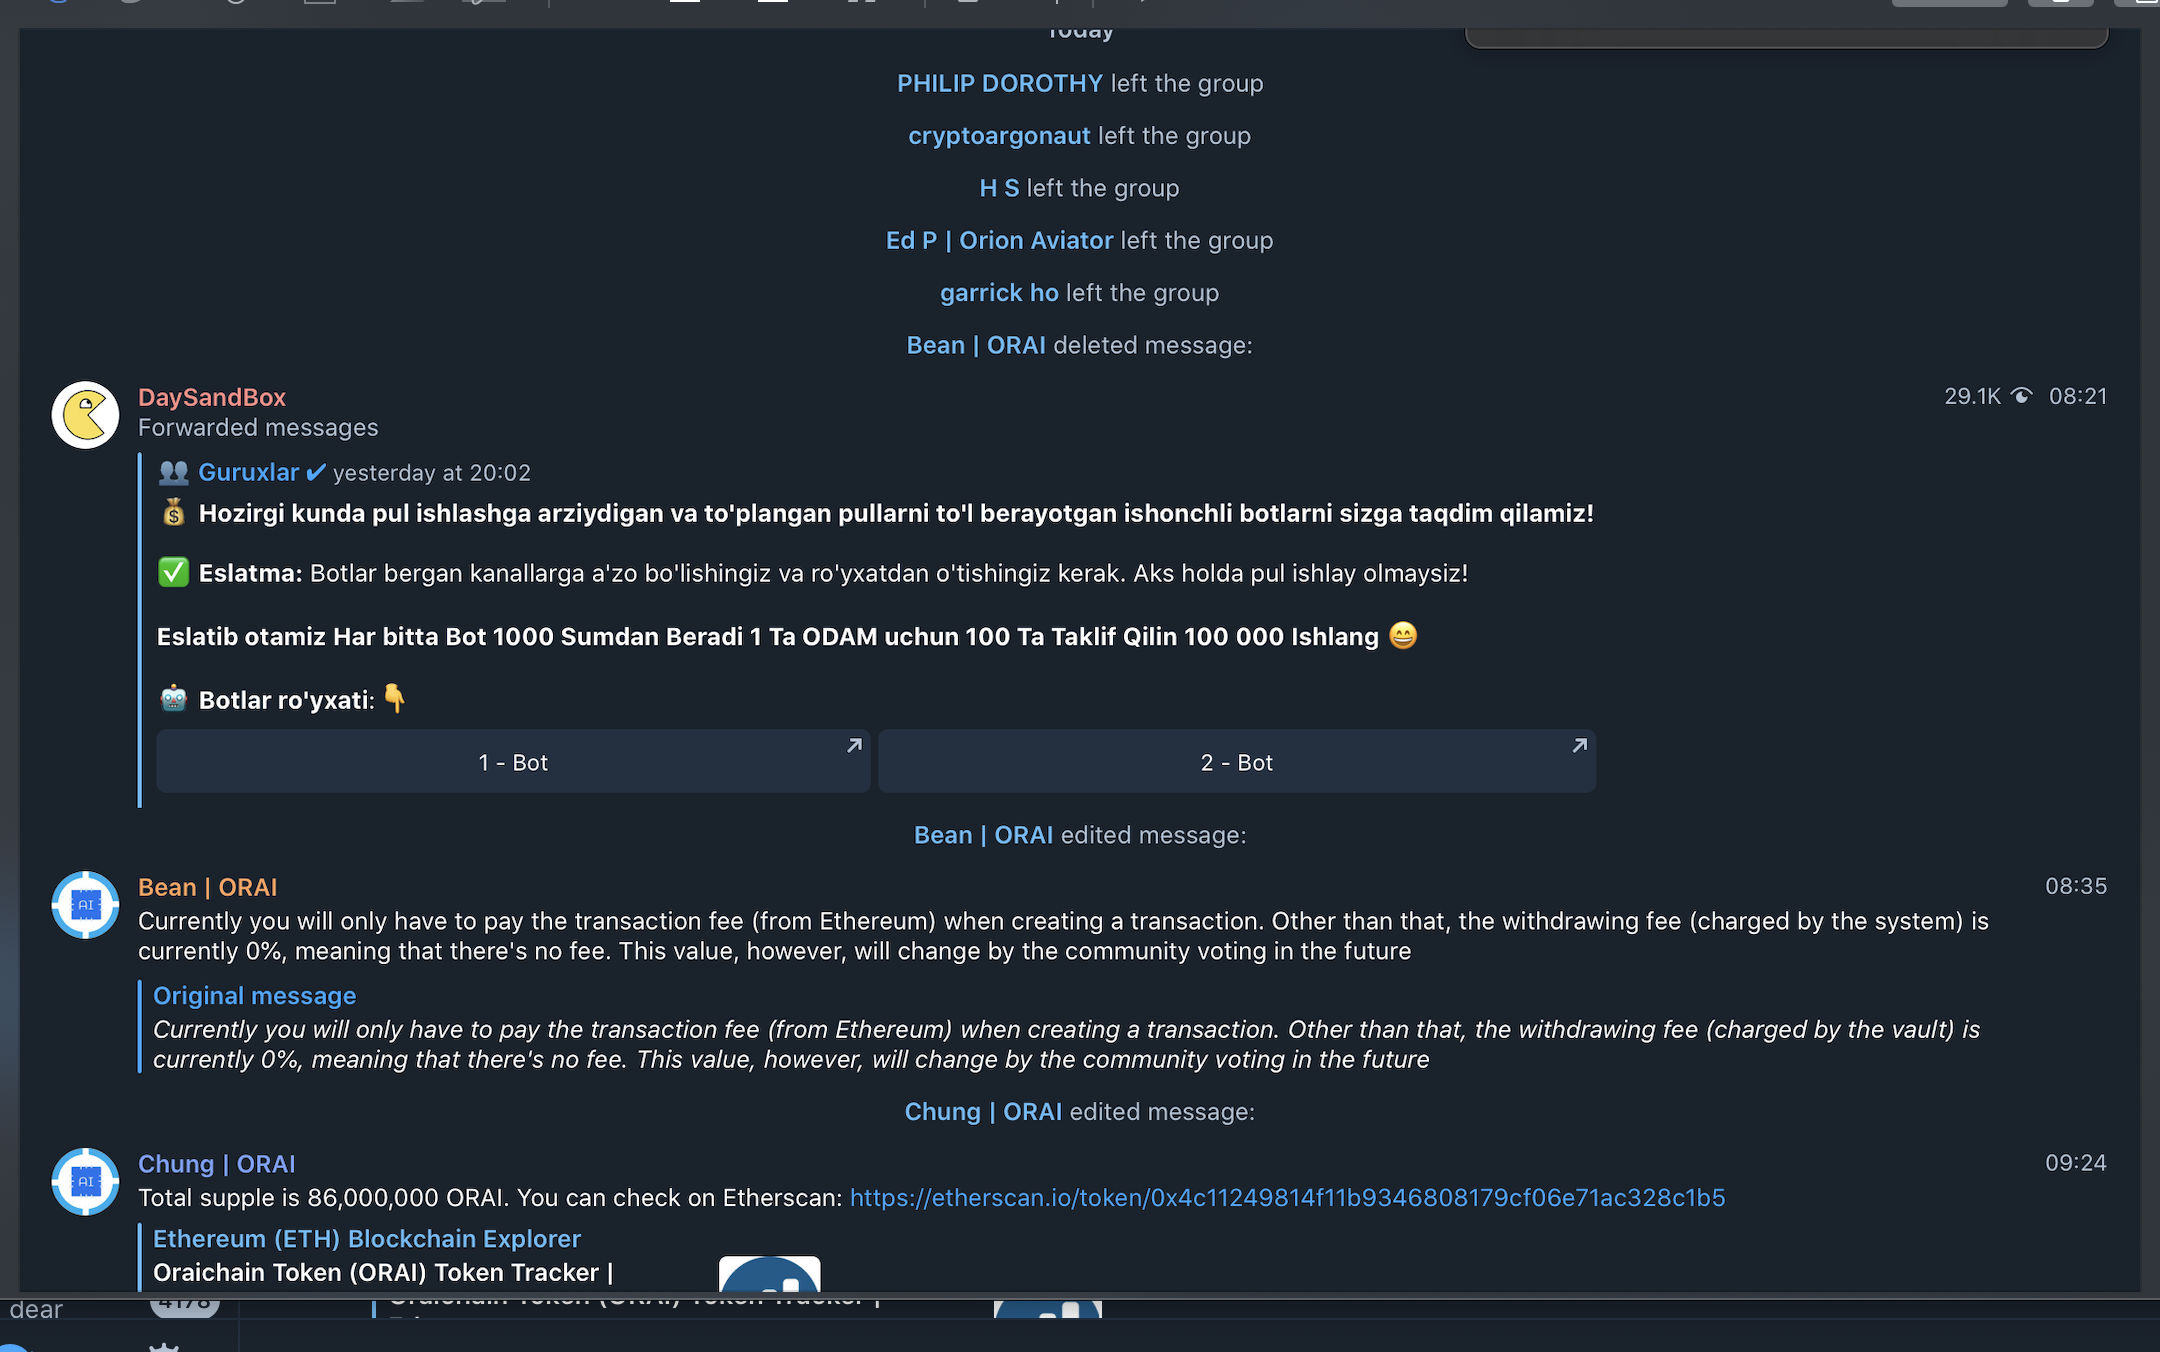 Today
PHILIP DOROTHY left the group
cryptoargonaut left the group
H S left the group
Ed P | Orion Aviator left the group
garrick ho left the group
Bean | ORAI deleted message:
DaySandBox
29.1K 08:21
Forwarded messages
👥 Guruxlar ✔ yesterday at 20:02
💰 Hozirgi kunda pul ishlashga arziydigan va to'plangan pullarni to'l berayotgan ishonchli botlarni sizga taqdim qilamiz!
✅ Eslatma: Botlar bergan kanallarga a'zo bo'lishingiz va ro'yxatdan o'tishingiz kerak. Aks holda pul ishlay olmaysiz!
Eslatib otamiz Har bitta Bot 1000 Sumdan Beradi 1 Ta ODAM uchun 100 Ta Taklif Qilin 100 000 Ishlang 😄
🤖 Botlar ro'yxati: 👇
1 - Bot
2 - Bot
Bean | ORAI edited message:
Bean | ORAI
08:35
Currently you will only have to pay the transaction fee (from Ethereum) when creating a transaction. Other than that, the withdrawing fee (charged by the system) is
currently 0%, meaning that there's no fee. This value, however, will change by the community voting in the future
Original message
Currently you will only have to pay the transaction fee (from Ethereum) when creating a transaction. Other than that, the withdrawing fee (charged by the vault) is
currently 0%, meaning that there's no fee. This value, however, will change by the community voting in the future
Chung | ORAI edited message:
Chung | ORAI
09:24
Total supple is 86,000,000 ORAI. You can check on Etherscan: https://etherscan.io/token/0x4c11249814f11b9346808179cf06e71ac328c1b5
Ethereum (ETH) Blockchain Explorer
Oraichain Token (ORAI) Token Tracker |
dear
4178
Oraichain Token (ORAI) Token Tracker |